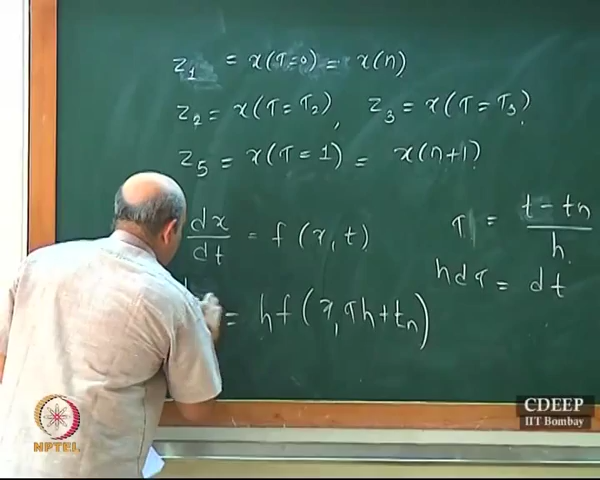 z₁ = x(τ=0) = x(n)
z₂ = x(τ=τ₂), z₃ = x(τ=τ₃)
z₅ = x(τ=1) = x(n+1)
dx/dt = f(x,t)
τ = (t-tn)/h
hdτ = dt
= hf(x, τh+tn)
CDEEP
IIT Bombay
NPTEL